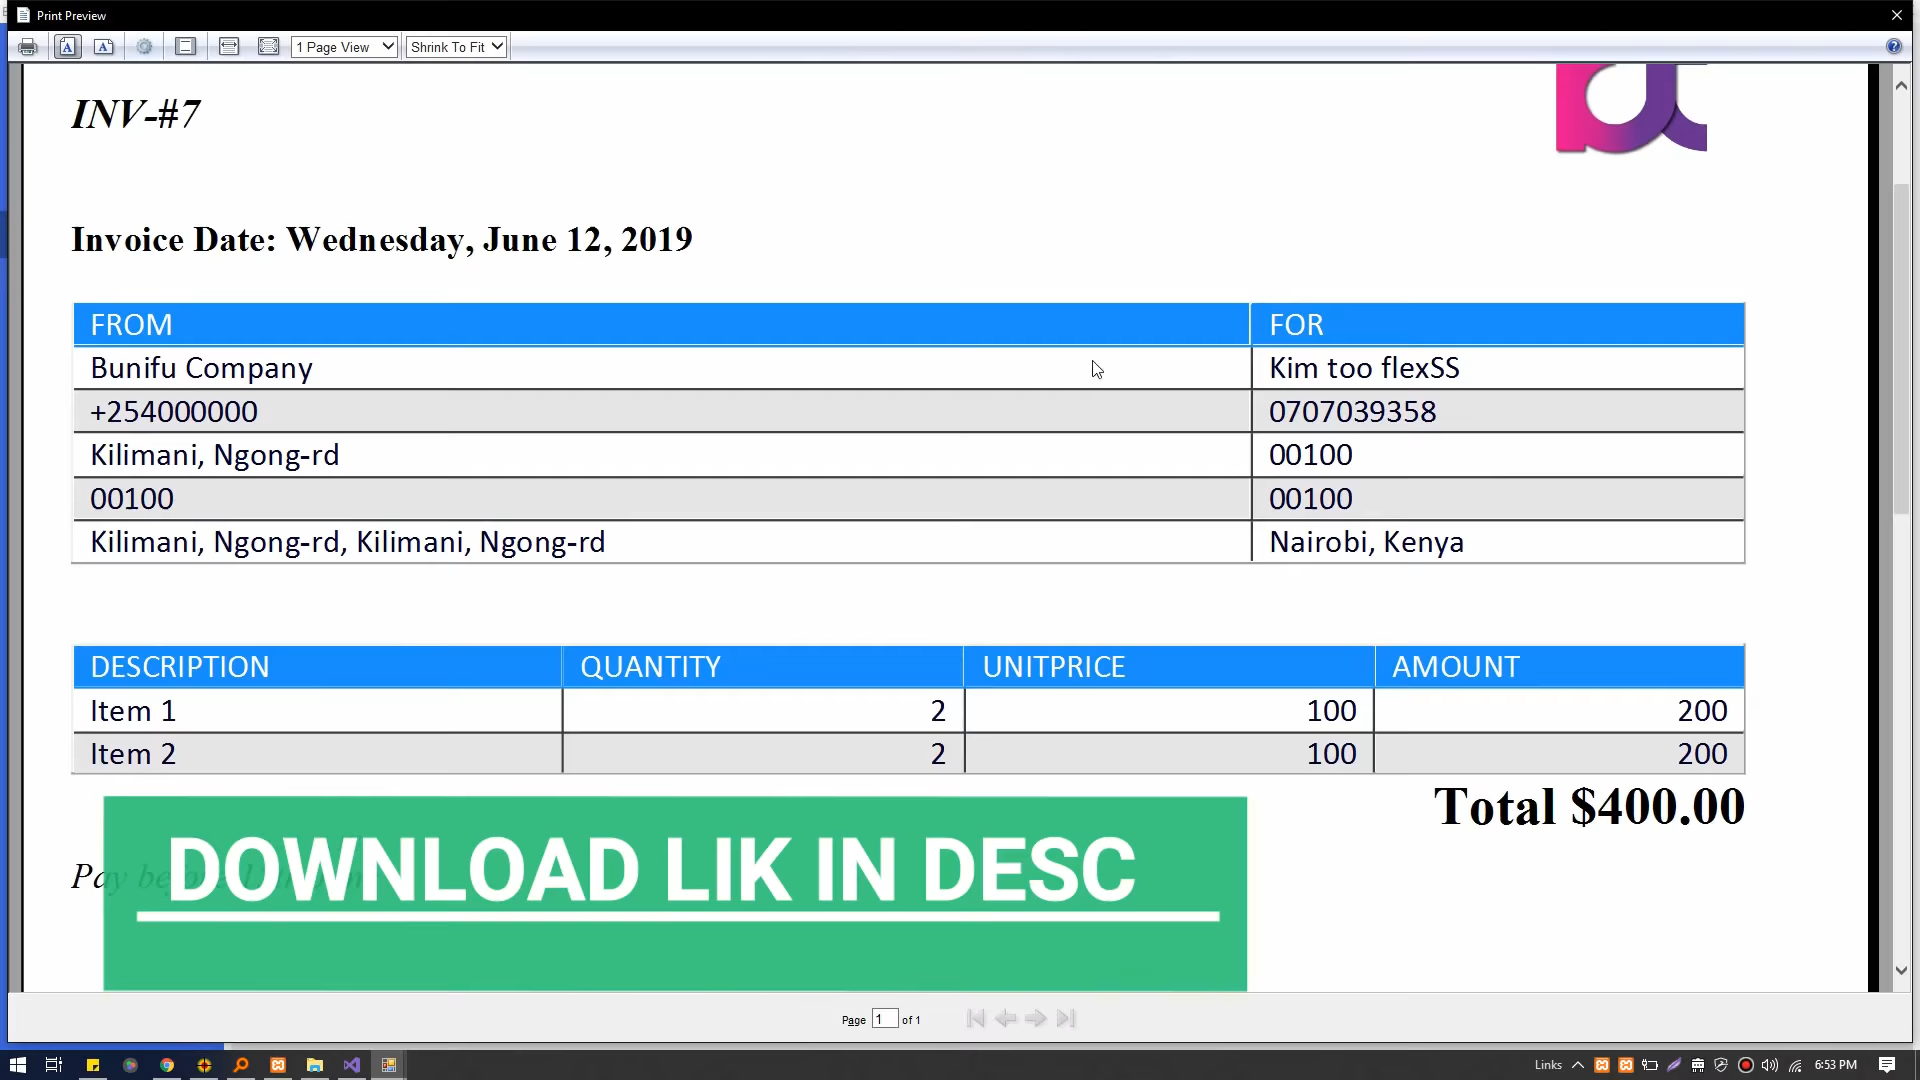 Print Preview
1 Page View
Shrink To Fit
INV-#7
Invoice Date: Wednesday, June 12, 2019
FROM FOR
Bunifu Company Kim too flexSS
+254000000 0707039358
Kilimani, Ngong-rd 00100
00100 00100
Kilimani, Ngong-rd, Kilimani, Ngong-rd Nairobi, Kenya
DESCRIPTION QUANTITY UNITPRICE AMOUNT
Item 1 2 100 200
Item 2 2 100 200
Total $400.00
Pay
DOWNLOAD LIK IN DESC
Page 1 of 1
Links 6:53 PM